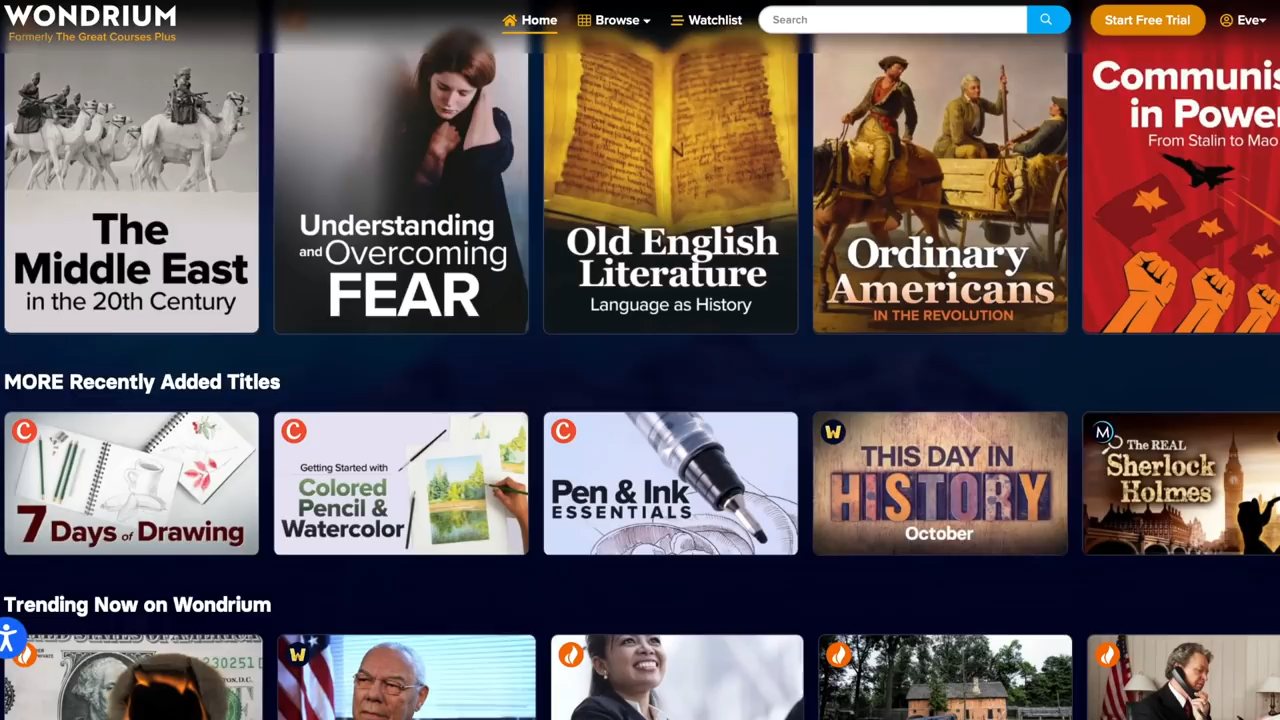 WONDRIUM
Formerly The Great Courses Plus
Home
Browse
Watchlist
Search
Start Free Trial
Eve
The
Middle East
in the 20th Century
Understanding
and Overcoming
FEAR
Old English
Literature
Language as History
Ordinary
Americans
IN THE REVOLUTION
Communis
in Power
From Stalin to Mao
MORE Recently Added Titles
C
7 Days of Drawing
C
Getting Started with
Colored
Pencil &
Watercolor
C
Pen & Ink
ESSENTIALS
W
THIS DAY IN
HISTORY
October
M
The REAL
Sherlock
Holmes
Trending Now on Wondrium
230251
D.C.
W